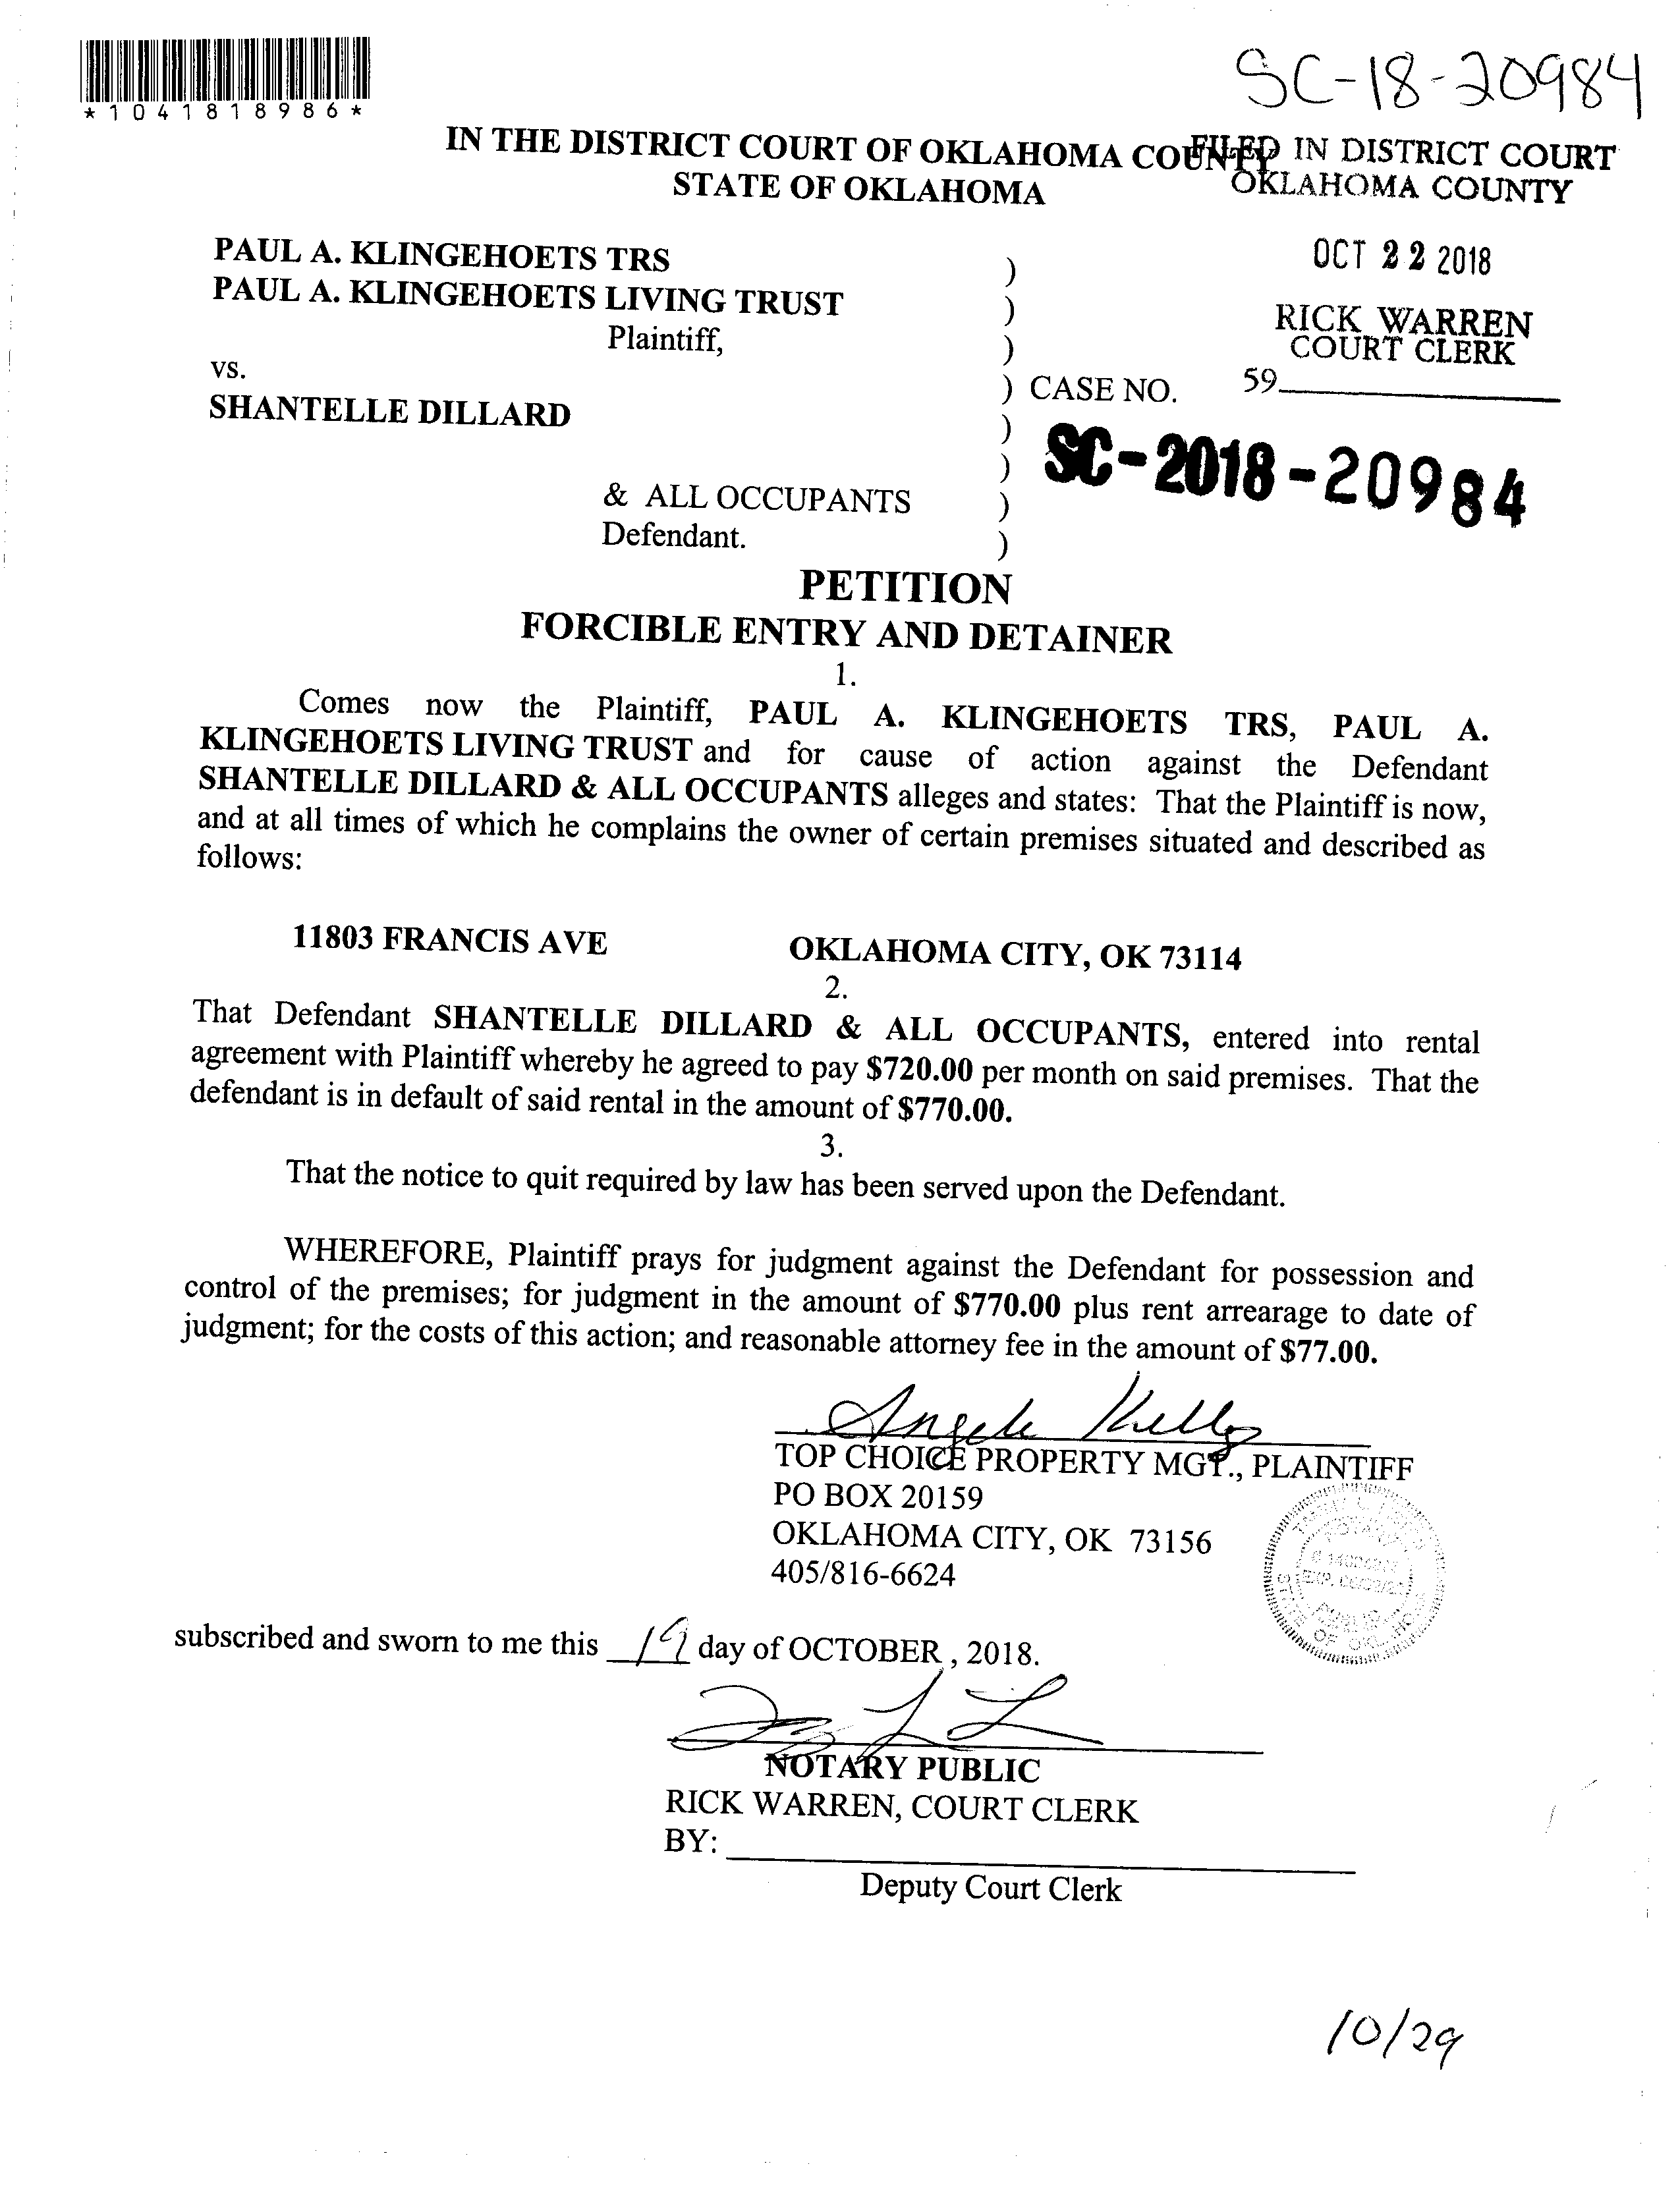 SC-18-20984
*1041818986*
IN THE DISTRICT COURT OF OKLAHOMA COUNTY
STATE OF OKLAHOMA
FILED IN DISTRICT COURT
OKLAHOMA COUNTY
OCT 22 2018
RICK WARREN
COURT CLERK
59
PAUL A. KLINGEHOETS TRS )
PAUL A. KLINGEHOETS LIVING TRUST )
Plaintiff, )
vs. ) CASE NO.
SHANTELLE DILLARD )
) SC-2018-20984
& ALL OCCUPANTS )
Defendant. )
PETITION
FORCIBLE ENTRY AND DETAINER
1.
Comes now the Plaintiff, PAUL A. KLINGEHOETS TRS, PAUL A.
KLINGEHOETS LIVING TRUST and for cause of action against the Defendant
SHANTELLE DILLARD & ALL OCCUPANTS alleges and states: That the Plaintiff is now,
and at all times of which he complains the owner of certain premises situated and described as
follows:
11803 FRANCIS AVE OKLAHOMA CITY, OK 73114
2.
That Defendant SHANTELLE DILLARD & ALL OCCUPANTS, entered into rental
agreement with Plaintiff whereby he agreed to pay $720.00 per month on said premises. That the
defendant is in default of said rental in the amount of $770.00.
3.
That the notice to quit required by law has been served upon the Defendant.
WHEREFORE, Plaintiff prays for judgment against the Defendant for possession and
control of the premises; for judgment in the amount of $770.00 plus rent arrearage to date of
judgment; for the costs of this action; and reasonable attorney fee in the amount of $77.00.
Angela Kelley
TOP CHOICE PROPERTY MGT., PLAINTIFF
PO BOX 20159
OKLAHOMA CITY, OK 73156
405/816-6624
subscribed and sworn to me this 19 day of OCTOBER , 2018.
NOTARY PUBLIC
RICK WARREN, COURT CLERK
BY:
Deputy Court Clerk
10/29